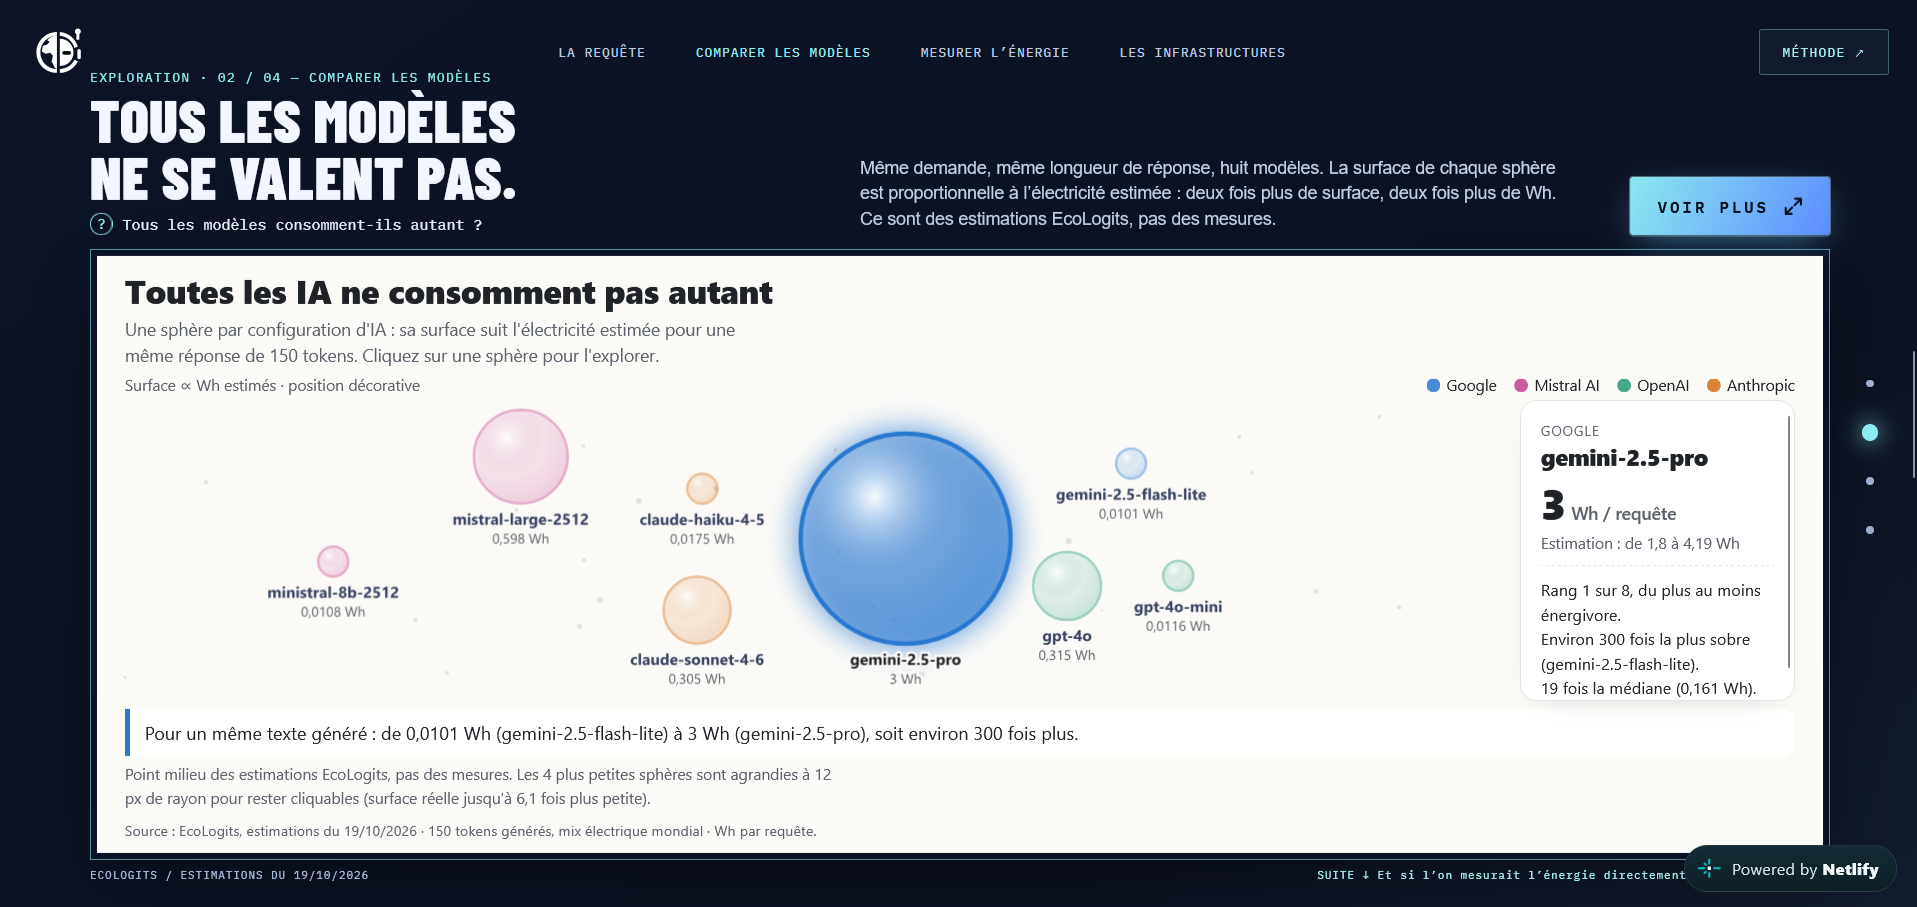 LA REQUÊTE
COMPARER LES MODÈLES
MESURER L’ÉNERGIE
LES INFRASTRUCTURES
MÉTHODE ↗
EXPLORATION · 02 / 04 — COMPARER LES MODÈLES
TOUS LES MODÈLES
NE SE VALENT PAS.
? Tous les modèles consomment-ils autant ?
Même demande, même longueur de réponse, huit modèles. La surface de chaque sphère
est proportionnelle à l’électricité estimée : deux fois plus de surface, deux fois plus de Wh.
Ce sont des estimations EcoLogits, pas des mesures.
VOIR PLUS
Toutes les IA ne consomment pas autant
Une sphère par configuration d'IA : sa surface suit l'électricité estimée pour une
même réponse de 150 tokens. Cliquez sur une sphère pour l'explorer.
Surface ∝ Wh estimés · position décorative
Google
Mistral AI
OpenAI
Anthropic
mistral-large-2512
0,598 Wh
claude-haiku-4-5
0,0175 Wh
gemini-2.5-flash-lite
0,0101 Wh
ministral-8b-2512
0,0108 Wh
claude-sonnet-4-6
0,305 Wh
gemini-2.5-pro
3 Wh
gpt-4o
0,315 Wh
gpt-4o-mini
0,0116 Wh
GOOGLE
gemini-2.5-pro
3 Wh / requête
Estimation : de 1,8 à 4,19 Wh
Rang 1 sur 8, du plus au moins
énergivore.
Environ 300 fois la plus sobre
(gemini-2.5-flash-lite).
19 fois la médiane (0,161 Wh).
Pour un même texte généré : de 0,0101 Wh (gemini-2.5-flash-lite) à 3 Wh (gemini-2.5-pro), soit environ 300 fois plus.
Point milieu des estimations EcoLogits, pas des mesures. Les 4 plus petites sphères sont agrandies à 12
px de rayon pour rester cliquables (surface réelle jusqu'à 6,1 fois plus petite).
Source : EcoLogits, estimations du 19/10/2026 · 150 tokens générés, mix électrique mondial · Wh par requête.
ECOLOGITS / ESTIMATIONS DU 19/10/2026
SUITE ↓ Et si l’on mesurait l’énergie directement
Powered by Netlify